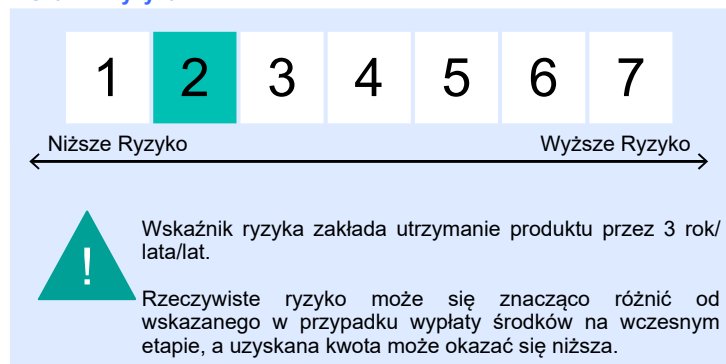 1 2 3 4 5 6 7
Niższe Ryzyko Wyższe Ryzyko
!
Wskaźnik ryzyka zakłada utrzymanie produktu przez 3 rok/
lata/lat.
Rzeczywiste ryzyko może się znacząco różnić od
wskazanego w przypadku wypłaty środków na wczesnym
etapie, a uzyskana kwota może okazać się niższa.